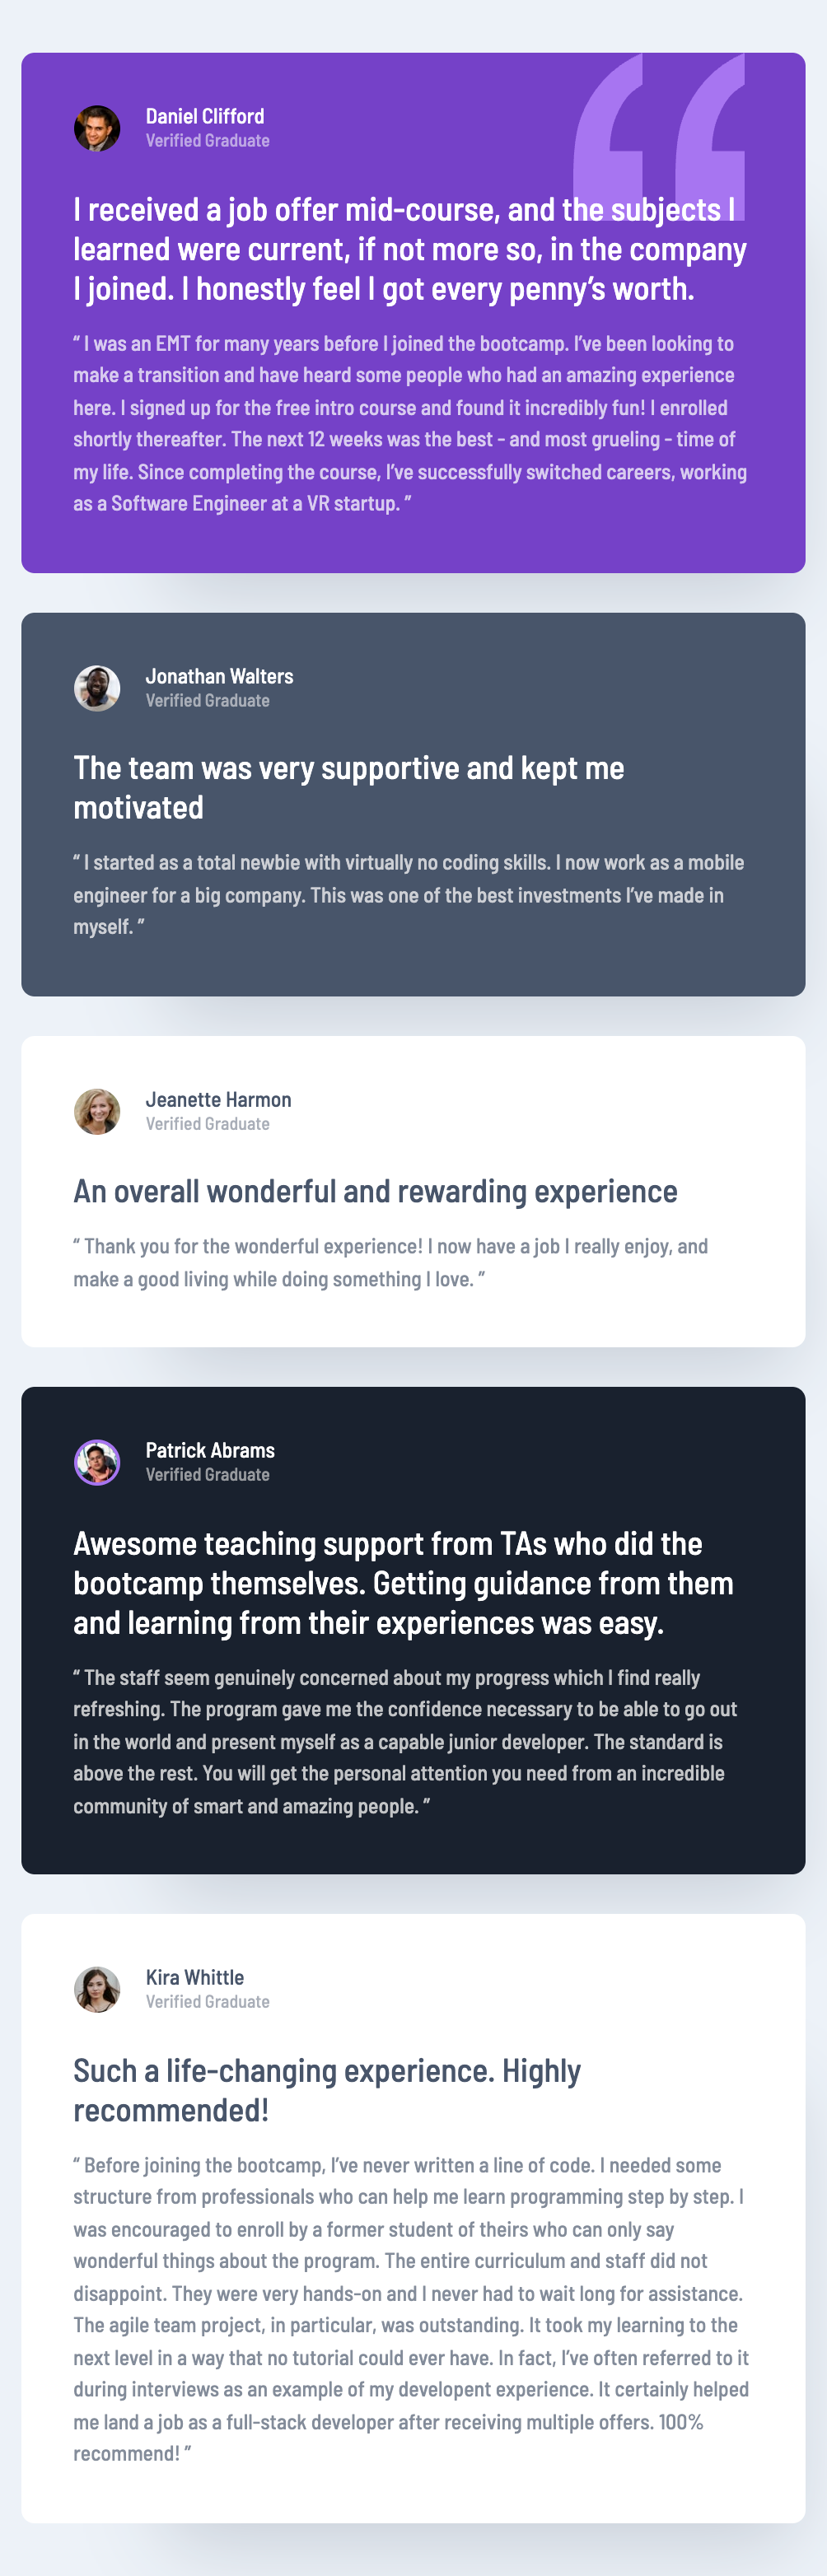 Daniel Clifford
Verified Graduate
I received a job offer mid-course, and the subjects I
learned were current, if not more so, in the company
I joined. I honestly feel I got every penny’s worth.
“ I was an EMT for many years before I joined the bootcamp. I’ve been looking to
make a transition and have heard some people who had an amazing experience
here. I signed up for the free intro course and found it incredibly fun! I enrolled
shortly thereafter. The next 12 weeks was the best - and most grueling - time of
my life. Since completing the course, I’ve successfully switched careers, working
as a Software Engineer at a VR startup. ”
Jonathan Walters
Verified Graduate
The team was very supportive and kept me
motivated
“ I started as a total newbie with virtually no coding skills. I now work as a mobile
engineer for a big company. This was one of the best investments I’ve made in
myself. ”
Jeanette Harmon
Verified Graduate
An overall wonderful and rewarding experience
“ Thank you for the wonderful experience! I now have a job I really enjoy, and
make a good living while doing something I love. ”
Patrick Abrams
Verified Graduate
Awesome teaching support from TAs who did the
bootcamp themselves. Getting guidance from them
and learning from their experiences was easy.
“ The staff seem genuinely concerned about my progress which I find really
refreshing. The program gave me the confidence necessary to be able to go out
in the world and present myself as a capable junior developer. The standard is
above the rest. You will get the personal attention you need from an incredible
community of smart and amazing people. ”
Kira Whittle
Verified Graduate
Such a life-changing experience. Highly
recommended!
“ Before joining the bootcamp, I’ve never written a line of code. I needed some
structure from professionals who can help me learn programming step by step. I
was encouraged to enroll by a former student of theirs who can only say
wonderful things about the program. The entire curriculum and staff did not
disappoint. They were very hands-on and I never had to wait long for assistance.
The agile team project, in particular, was outstanding. It took my learning to the
next level in a way that no tutorial could ever have. In fact, I’ve often referred to it
during interviews as an example of my developent experience. It certainly helped
me land a job as a full-stack developer after receiving multiple offers. 100%
recommend! ”